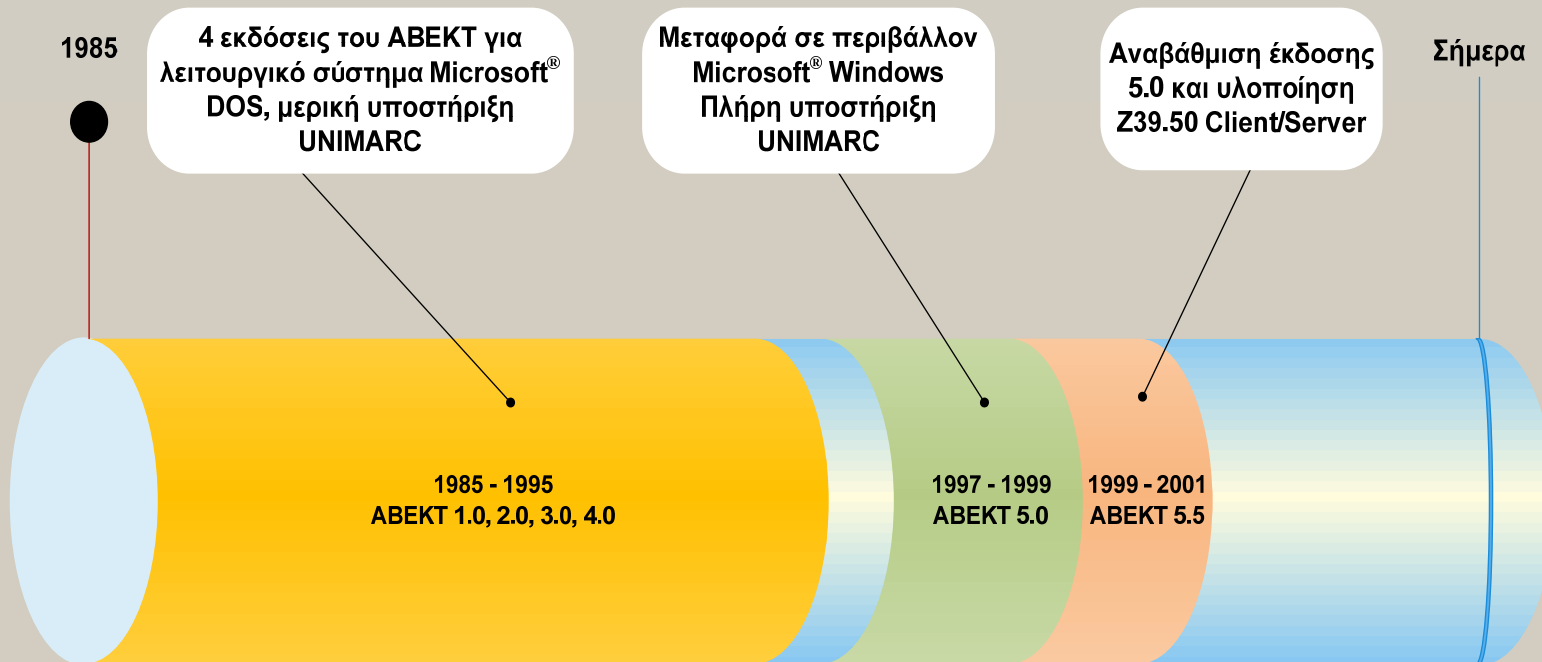 1985
4 εκδόσεις του ΑΒΕΚΤ για
λειτουργικό σύστημα Microsoft®
DOS, μερική υποστήριξη
UNIMARC
Μεταφορά σε περιβάλλον
Microsoft® Windows
Πλήρη υποστήριξη
UNIMARC
Αναβάθμιση έκδοσης
5.0 και υλοποίηση
Z39.50 Client/Server
Σήμερα
1985 - 1995
ΑΒΕΚΤ 1.0, 2.0, 3.0, 4.0
1997 - 1999
ΑΒΕΚΤ 5.0
1999 - 2001
ΑΒΕΚΤ 5.5